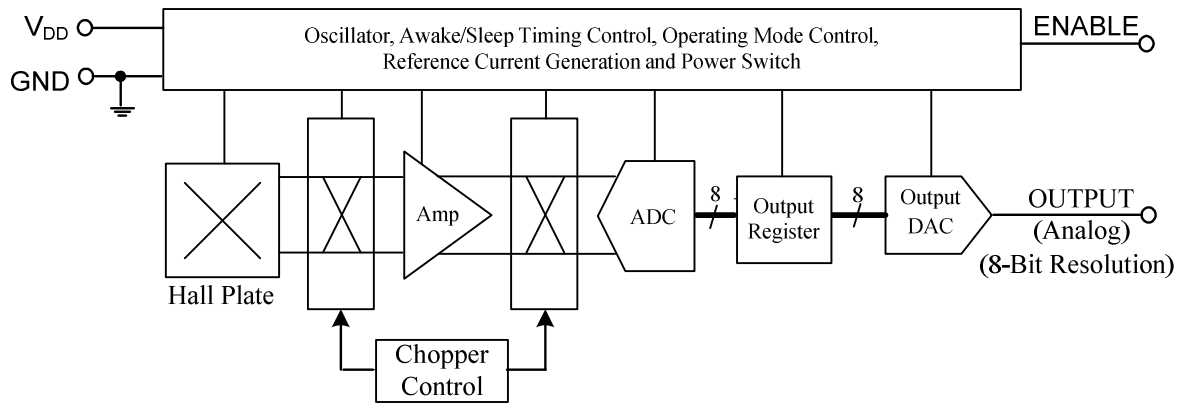 VDD
GND
Oscillator, Awake/Sleep Timing Control, Operating Mode Control,
Reference Current Generation and Power Switch
ENABLE
Hall Plate
Amp
ADC
8
Output
Register
8
Output
DAC
OUTPUT
(Analog)
(8-Bit Resolution)
Chopper
Control